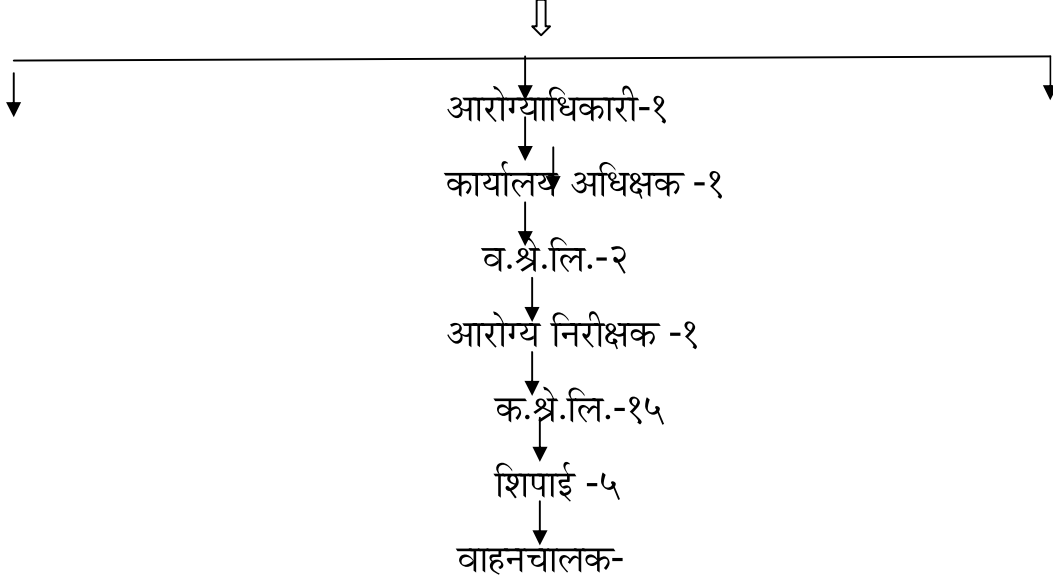 आरोग्याधिकारी-१
कार्यालय अधिक्षक -१
व.श्रे.लि.-२
आरोग्य निरीक्षक -१
क.श्रे.लि.-१५
शिपाई -५
वाहनचालक-